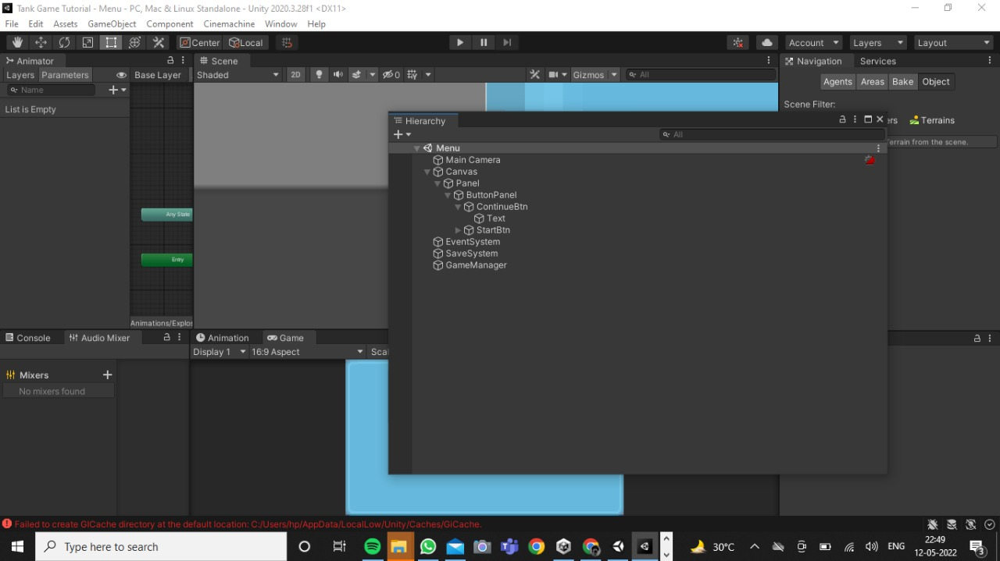 Tank Game Tutorial - Menu - PC, Mac & Linux Standalone - Unity 2020.3.28f1 <DX11>
File Edit Assets GameObject Component Cinemachine Window Help
Center Local Account Layers Layout
Animator Scene Navigation Services
Layers Parameters Base Layer Shaded 2D 0 Gizmos All
Name Agents Areas Bake Object
List is Empty
Scene Filter:
Hierarchy
ers Terrains
All
errain from the scene.
Menu
Main Camera
Canvas
Panel
ButtonPanel
ContinueBtn
Any State
Text
StartBtn
EventSystem
SaveSystem
Entry
GameManager
Animations/Explos
Console Audio Mixer Animation Game
Display 1 16:9 Aspect Scal
Mixers
No mixers found
Failed to create GICache directory at the default location: C:/Users/hp/AppData/LocalLow/Unity/Caches/GiCache.
Type here to search 30°C ENG 22:49
12-05-2022 3